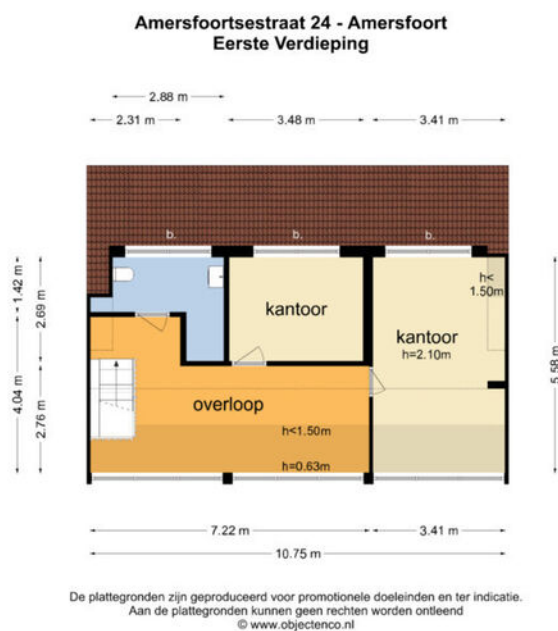 Amersfoortsestraat 24 - Amersfoort
Eerste Verdieping
2.88 m
2.31 m
3.48 m
3.41 m
b.
b.
b.
1.42 m
2.69 m
4.04 m
2.76 m
5.58 m
kantoor
kantoor
h=2.10m
h<
1.50m
overloop
h<1.50m
h=0.63m
7.22 m
3.41 m
10.75 m
De plattegronden zijn geproduceerd voor promotionele doeleinden en ter indicatie.
Aan de plattegronden kunnen geen rechten worden ontleend
© www.objectenco.nl